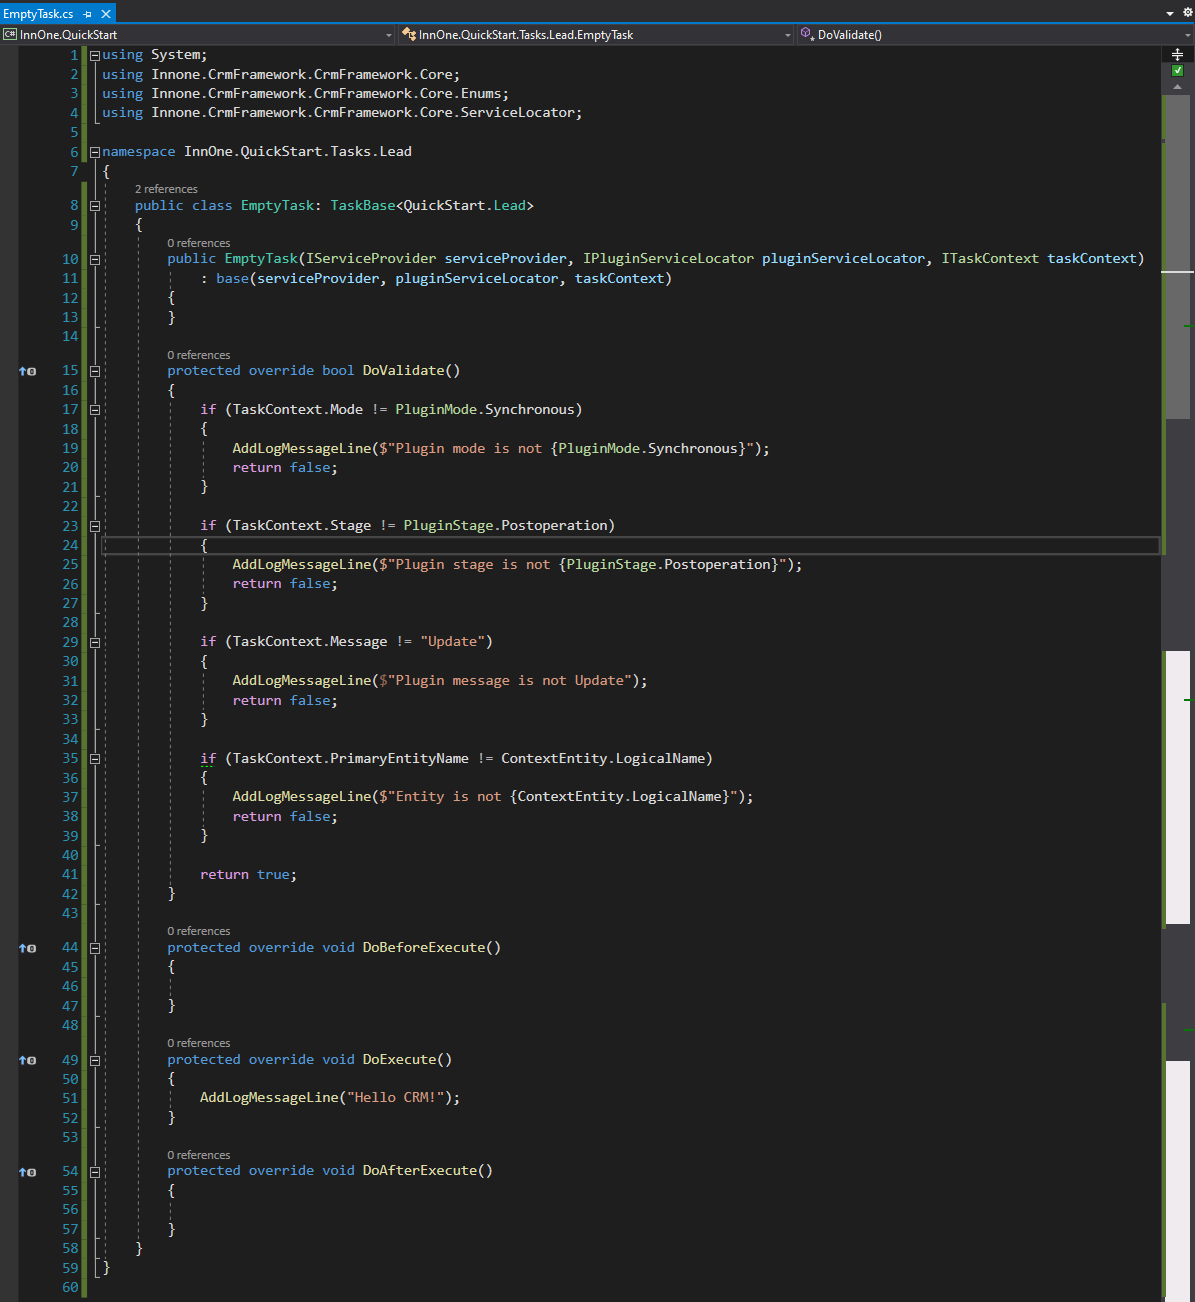 EmptyTask.cs
InnOne.QuickStart
InnOne.QuickStart.Tasks.Lead.EmptyTask
DoValidate()
1 using System;
2 using Innone.CrmFramework.CrmFramework.Core;
3 using Innone.CrmFramework.CrmFramework.Core.Enums;
4 using Innone.CrmFramework.CrmFramework.Core.ServiceLocator;
5
6 namespace InnOne.QuickStart.Tasks.Lead
7 {
2 references
8 public class EmptyTask: TaskBase<QuickStart.Lead>
9 {
0 references
10 public EmptyTask(IServiceProvider serviceProvider, IPluginServiceLocator pluginServiceLocator, ITaskContext taskContext)
11 : base(serviceProvider, pluginServiceLocator, taskContext)
12 {
13 }
14
0 references
15 protected override bool DoValidate()
16 {
17 if (TaskContext.Mode != PluginMode.Synchronous)
18 {
19 AddLogMessageLine($"Plugin mode is not {PluginMode.Synchronous}");
20 return false;
21 }
22
23 if (TaskContext.Stage != PluginStage.Postoperation)
24 {
25 AddLogMessageLine($"Plugin stage is not {PluginStage.Postoperation}");
26 return false;
27 }
28
29 if (TaskContext.Message != "Update")
30 {
31 AddLogMessageLine($"Plugin message is not Update");
32 return false;
33 }
34
35 if (TaskContext.PrimaryEntityName != ContextEntity.LogicalName)
36 {
37 AddLogMessageLine($"Entity is not {ContextEntity.LogicalName}");
38 return false;
39 }
40
41 return true;
42 }
43
0 references
44 protected override void DoBeforeExecute()
45 {
46
47 }
48
0 references
49 protected override void DoExecute()
50 {
51 AddLogMessageLine("Hello CRM!");
52 }
53
0 references
54 protected override void DoAfterExecute()
55 {
56
57 }
58 }
59 }
60